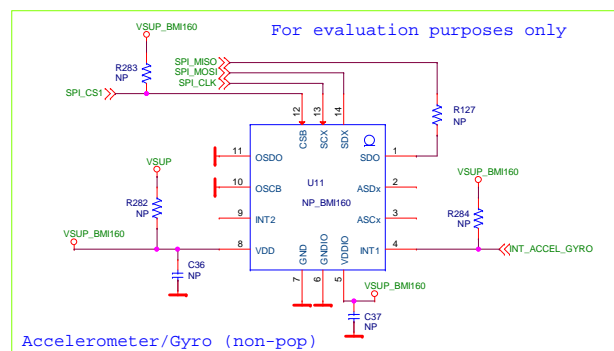 For evaluation purposes only
VSUP_BMI160
R283
NP
SPI_MISO
SPI_MOSI
SPI_CLK
SPI_CS1
12
13
14
CSB
SCX
SDX
R127
NP
11
OSDO
SDO
1
VSUP
10
OSCB
U11
NP_BMI160
ASDx
2
VSUP_BMI160
R282
NP
9
INT2
ASCx
3
R284
NP
VSUP_BMI160
8
VDD
INT1
4
INT_ACCEL_GYRO
GND
GNDIO
VDDIO
C36
NP
7
6
5
VSUP_BMI160
C37
NP
Accelerometer/Gyro (non-pop)